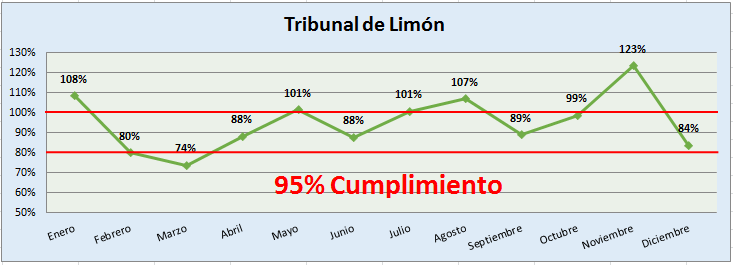 Tribunal de Limón
130%
120%
110%
100%
90%
80%
70%
60%
50%
108%
80%
74%
88%
101%
88%
101%
107%
89%
99%
123%
84%
95% Cumplimiento
Enero
Febrero
Marzo
Abril
Mayo
Junio
Julio
Agosto
Septiembre
Octubre
Noviembre
Diciembre